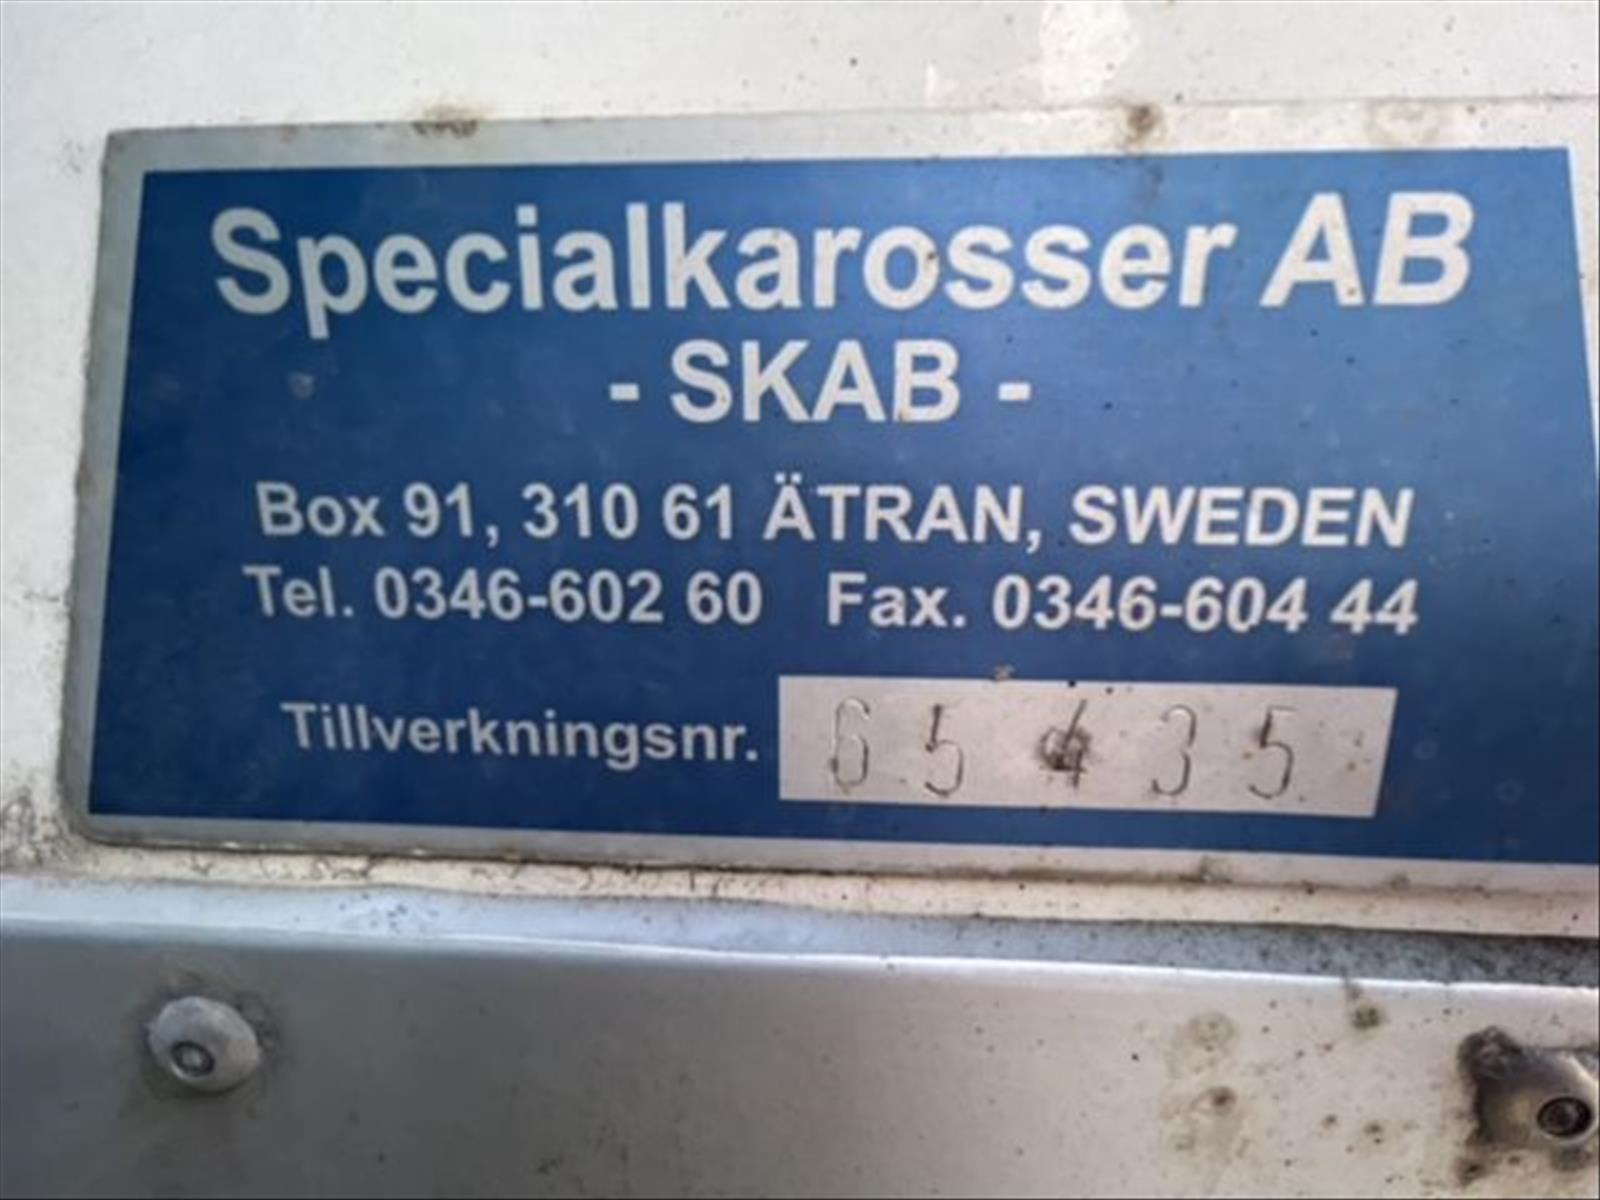 Specialkarosser AB
- SKAB -
Box 91, 310 61 ÄTRAN, SWEDEN
Tel. 0346-602 60 Fax. 0346-604 44
Tillverkningsnr. 65435